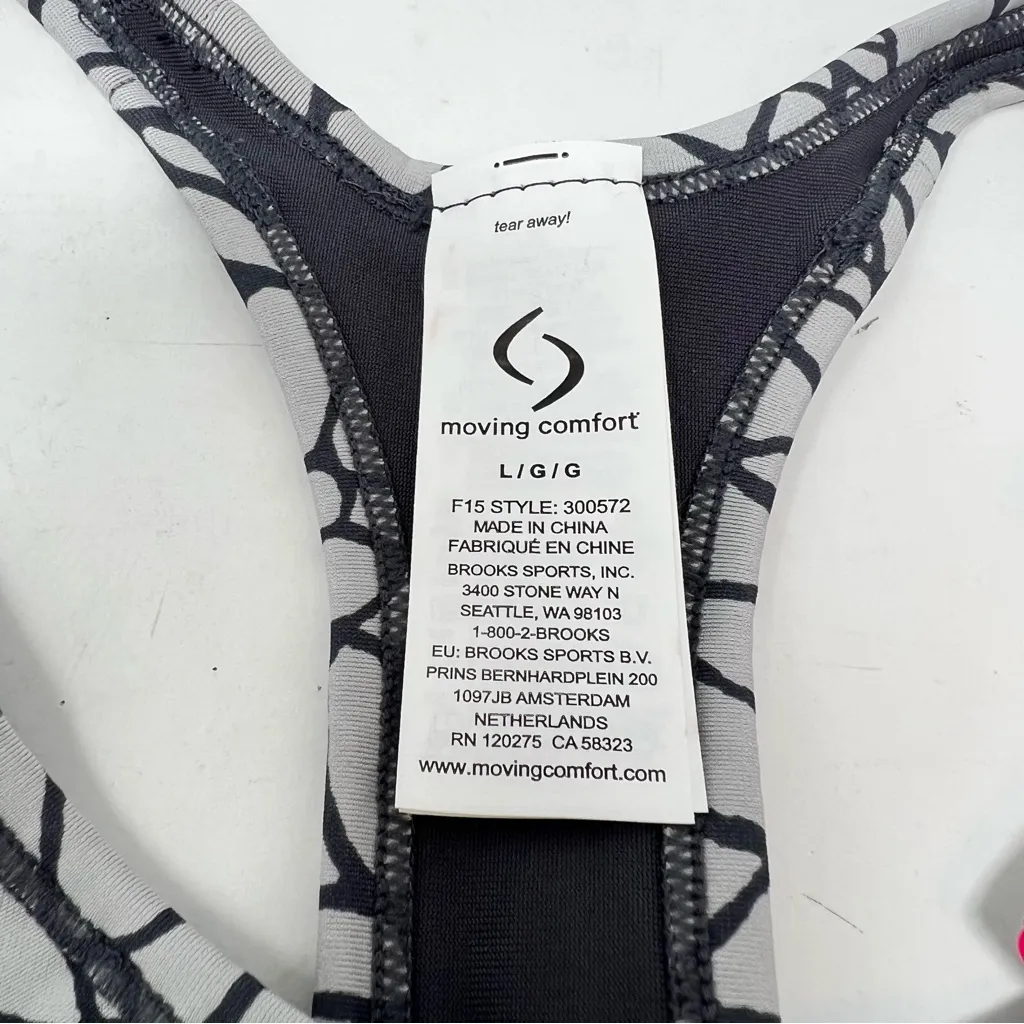 tear away!
moving comfort
L / G / G
F15 STYLE: 300572
MADE IN CHINA
FABRIQUÉ EN CHINE
BROOKS SPORTS, INC.
3400 STONE WAY N
SEATTLE, WA 98103
1-800-2-BROOKS
EU: BROOKS SPORTS B.V.
PRINS BERNHARDPLEIN 200
1097JB AMSTERDAM
NETHERLANDS
RN 120275 CA 58323
www.movingcomfort.com